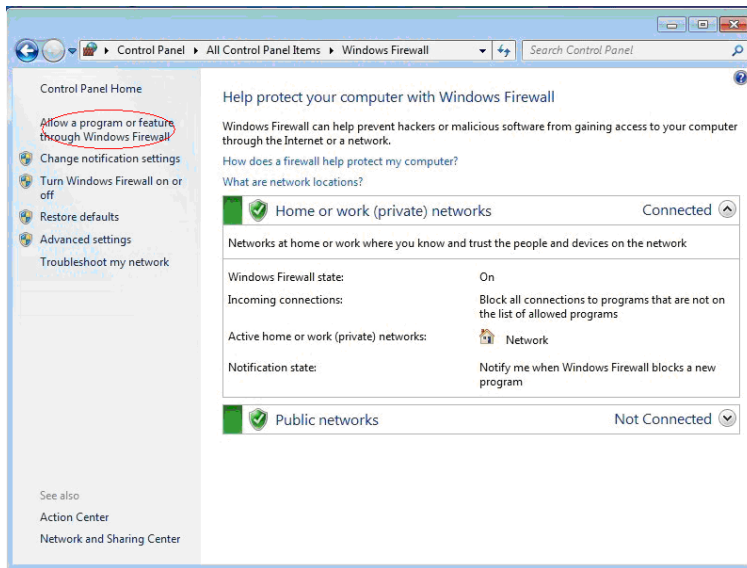 Control Panel ▸ All Control Panel Items ▸ Windows Firewall
Search Control Panel
Control Panel Home
Allow a program or feature
through Windows Firewall
Change notification settings
Turn Windows Firewall on or
off
Restore defaults
Advanced settings
Troubleshoot my network
See also
Action Center
Network and Sharing Center
Help protect your computer with Windows Firewall
Windows Firewall can help prevent hackers or malicious software from gaining access to your computer
through the Internet or a network.
How does a firewall help protect my computer?
What are network locations?
Home or work (private) networks Connected
Networks at home or work where you know and trust the people and devices on the network
Windows Firewall state: On
Incoming connections: Block all connections to programs that are not on
the list of allowed programs
Active home or work (private) networks: Network
Notification state: Notify me when Windows Firewall blocks a new
program
Public networks Not Connected